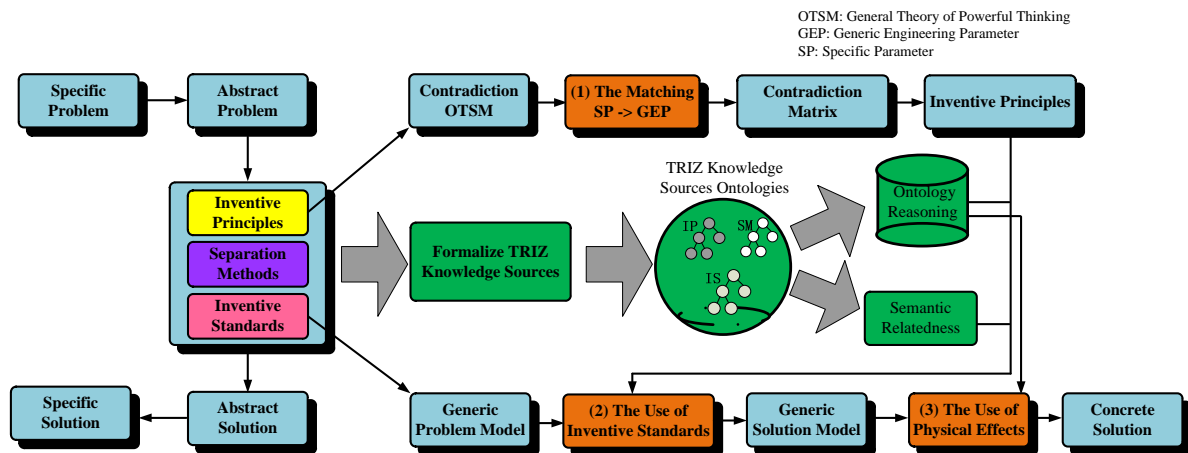 OTSM: General Theory of Powerful Thinking
GEP: Generic Engineering Parameter
SP: Specific Parameter
Specific
Problem
Abstract
Problem
Contradiction
OTSM
(1) The Matching
SP -> GEP
Contradiction
Matrix
Inventive Principles
Inventive
Principles
Separation
Methods
Inventive
Standards
Formalize TRIZ
Knowledge Sources
TRIZ Knowledge
Sources Ontologies
IP
SM
IS
Ontology
Reasoning
Semantic
Relatedness
Specific
Solution
Abstract
Solution
Generic
Problem Model
(2) The Use of
Inventive Standards
Generic
Solution Model
(3) The Use of
Physical Effects
Concrete
Solution